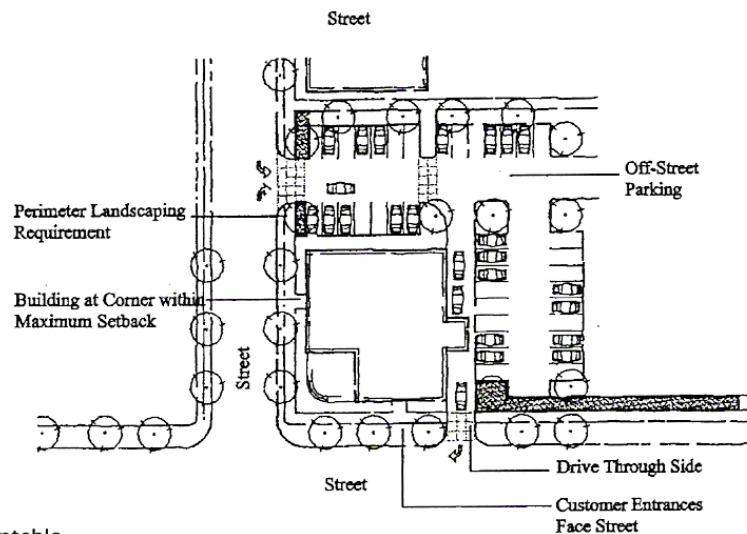 Street
Off-Street
Parking
Perimeter Landscaping
Requirement
Building at Corner within
Maximum Setback
Street
Drive Through Side
Street
Customer Entrances
Face Street